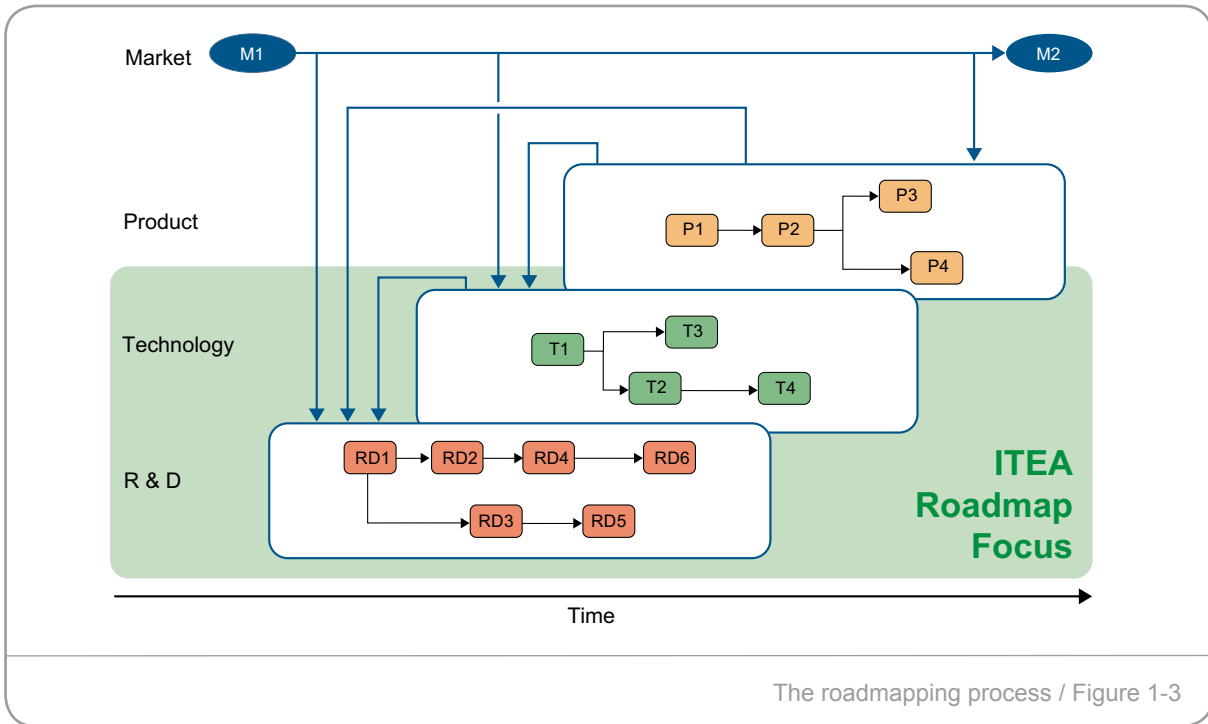 Market
M1
M2
Product
P1
P2
P3
P4
Technology
T1
T3
T2
T4
R & D
RD1
RD2
RD4
RD6
RD3
RD5
ITEA
Roadmap
Focus
Time
The roadmapping process / Figure 1-3